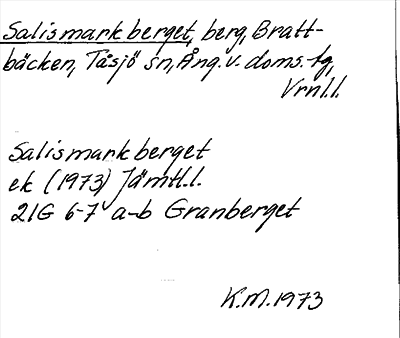 Salismarkberget, berg, Bratt-
bäcken, Tåsjö sn, Ång. v. doms. tg,
Vrnl.l.
Salismarkberget
ek (1973) Jämtl.l.
21G 6-7 a-b Granberget
K.M. 1973